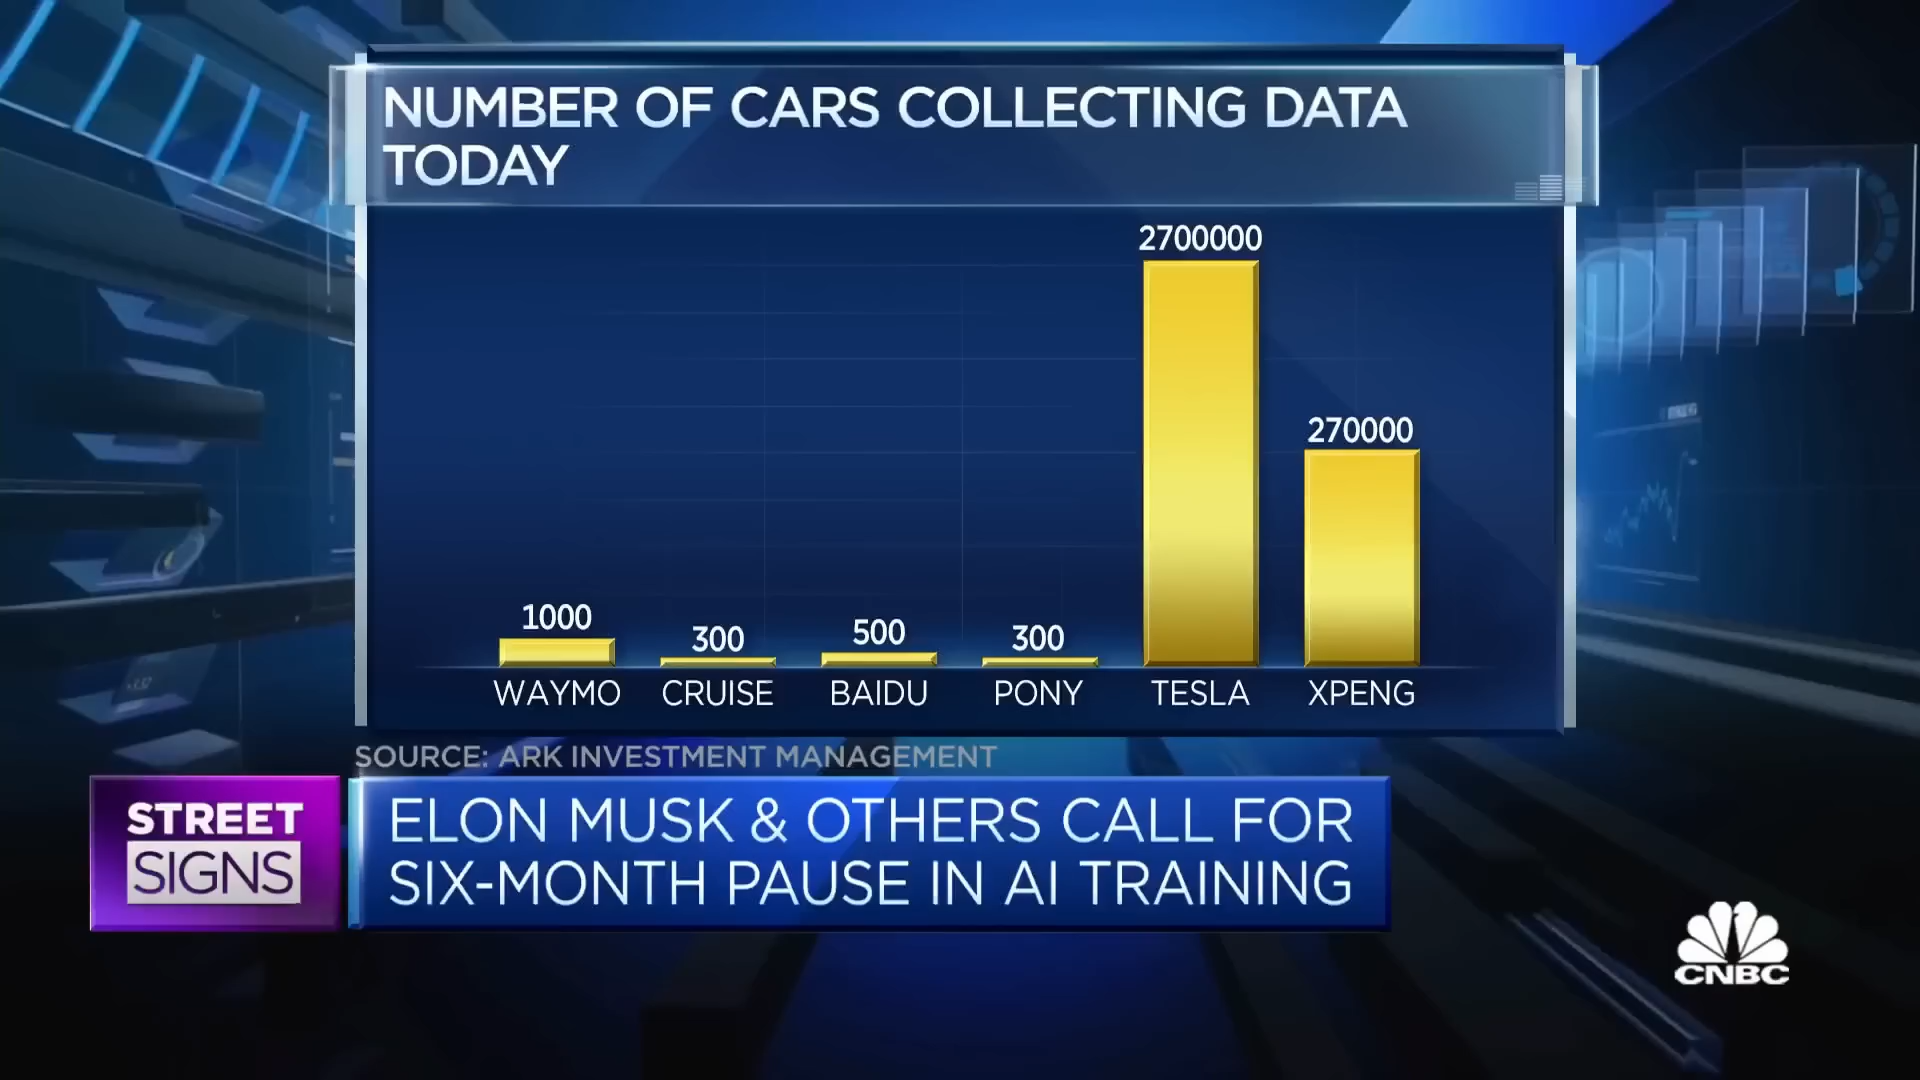 NUMBER OF CARS COLLECTING DATA
TODAY
2700000
270000
1000
300
500
300
WAYMO CRUISE BAIDU PONY TESLA XPENG
SOURCE: ARK INVESTMENT MANAGEMENT
STREET
SIGNS
ELON MUSK & OTHERS CALL FOR
SIX-MONTH PAUSE IN AI TRAINING
CNBC